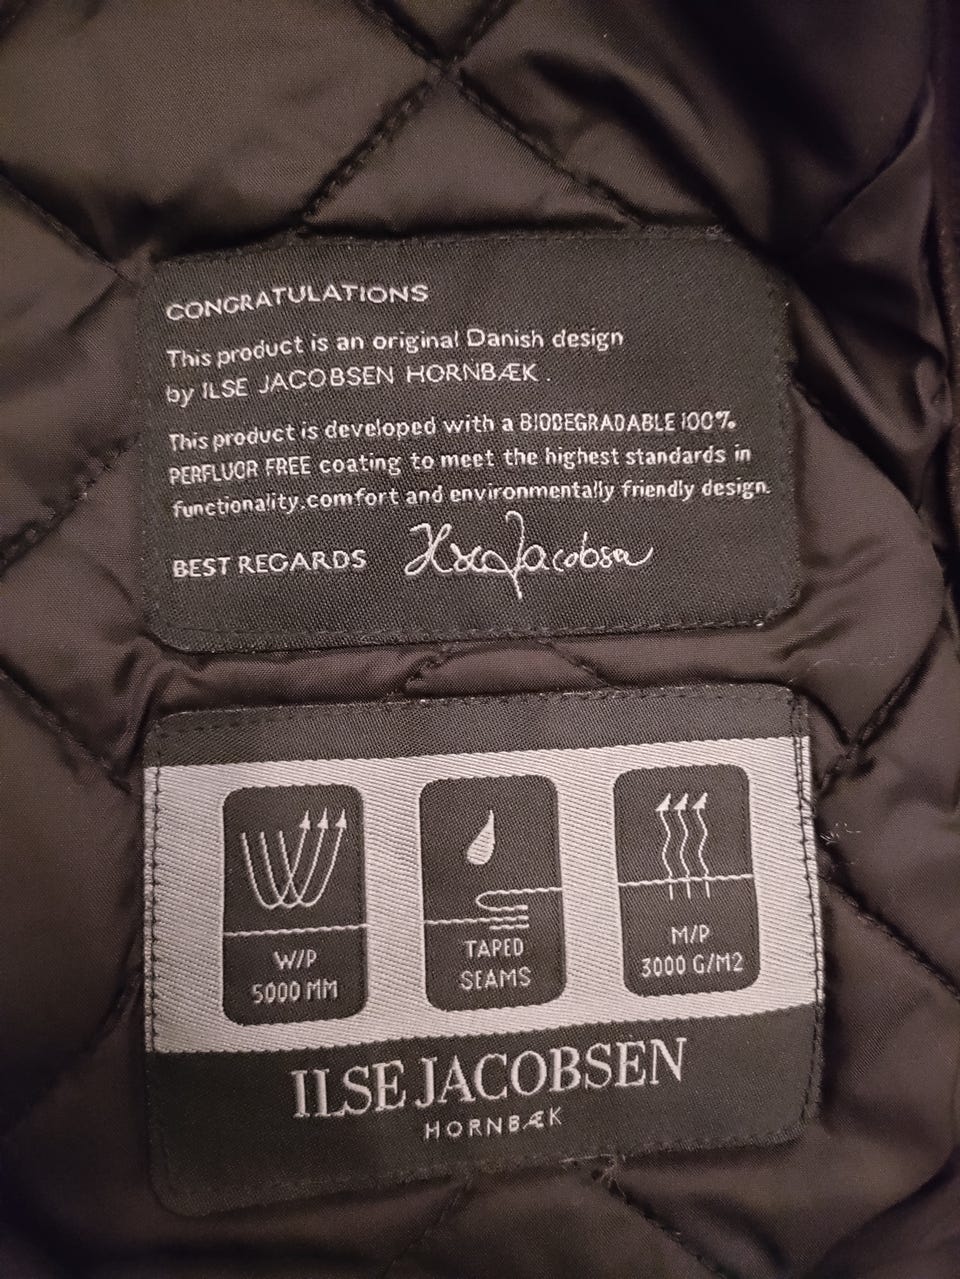 CONGRATULATIONS
This product is an original Danish design
by ILSE JACOBSEN HORNBÆK.
This product is developed with a BIODEGRADABLE 100%
PERFLUOR FREE coating to meet the highest standards in
functionality.comfort and environmentally friendly design.
BEST REGARDS Ilse Jacobsen
W/P
5000 MM
TAPED
SEAMS
M/P
3000 G/M2
ILSE JACOBSEN
HORNBÆK